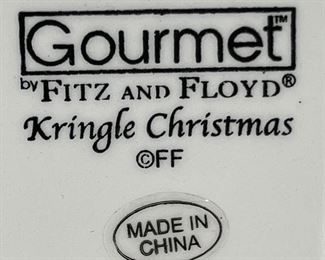 Gourmet™
by FITZ AND FLOYD®
Kringle Christmas
©FF
MADE IN
CHINA